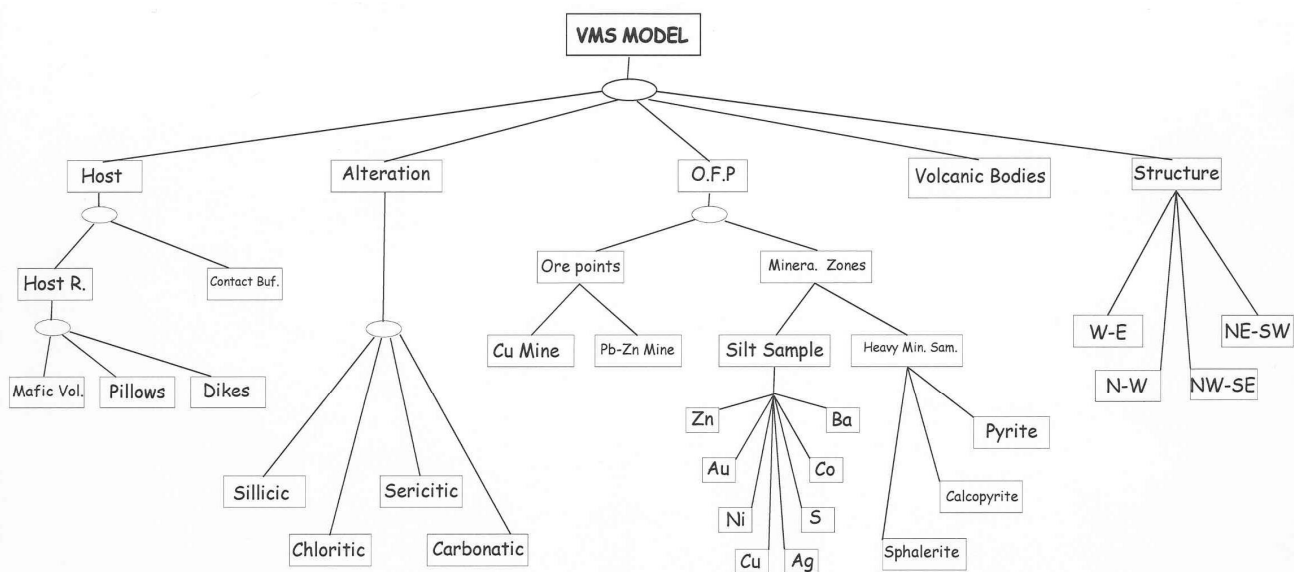 VMS MODEL
Host
Alteration
O.F.P
Volcanic Bodies
Structure
Ore points
Minera. Zones
Host R.
Contact Buf.
W-E
NE-SW
Cu Mine
Pb-Zn Mine
Silt Sample
Heavy Min. Sam.
Mafic Vol.
Pillows
Dikes
N-W
NW-SE
Zn
Ba
Pyrite
Au
Co
Sillicic
Sericitic
Calcopyrite
Ni
S
Chloritic
Carbonatic
Cu
Ag
Sphalerite